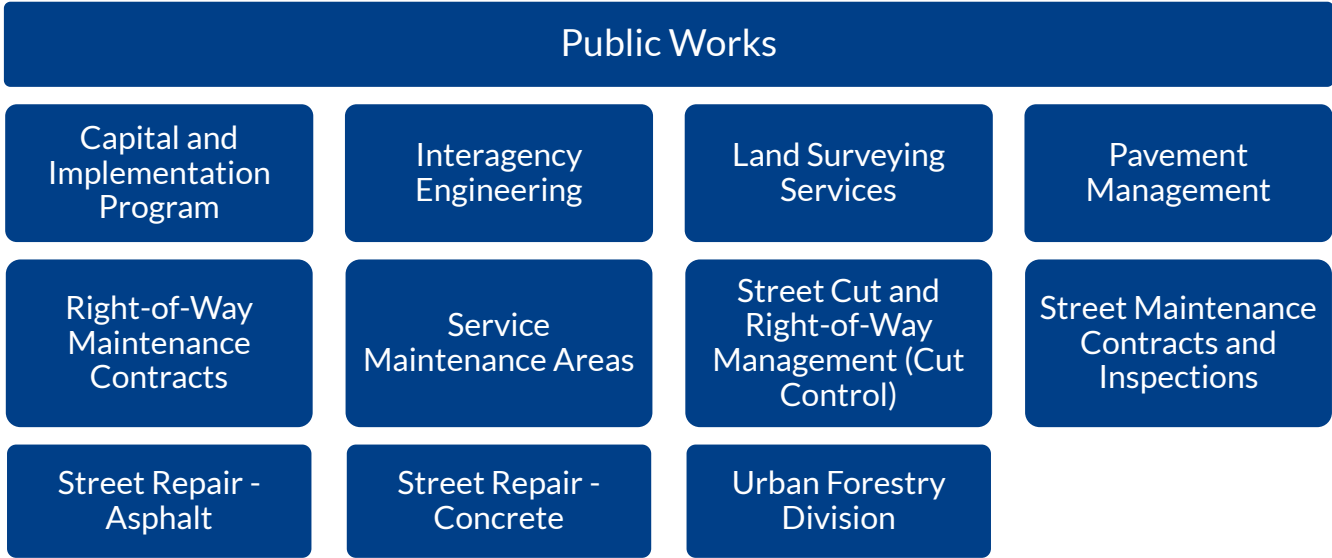 Public Works
Capital and
Implementation
Program
Interagency
Engineering
Land Surveying
Services
Pavement
Management
Right-of-Way
Maintenance
Contracts
Service
Maintenance Areas
Street Cut and
Right-of-Way
Management (Cut
Control)
Street Maintenance
Contracts and
Inspections
Street Repair -
Asphalt
Street Repair -
Concrete
Urban Forestry
Division